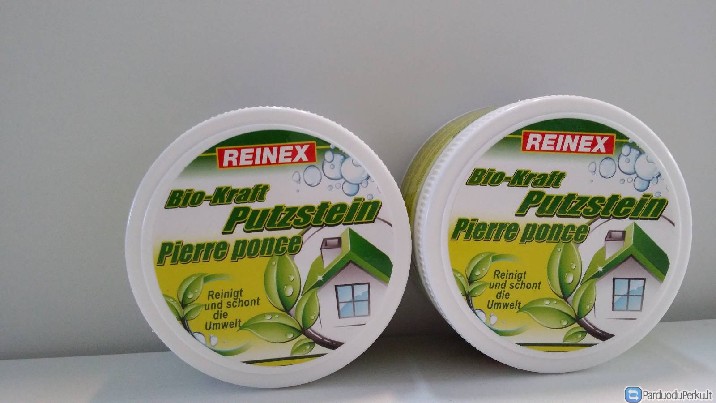 REINEX
Bio-Kraft
Putzstein
Pierre ponce
Reinigt
und schont
die
Umwelt
REINEX
Bio-Kraft
Putzstein
Pierre ponce
Reinigt
und schont
die
Umwelt
ParduoduPerku.lt